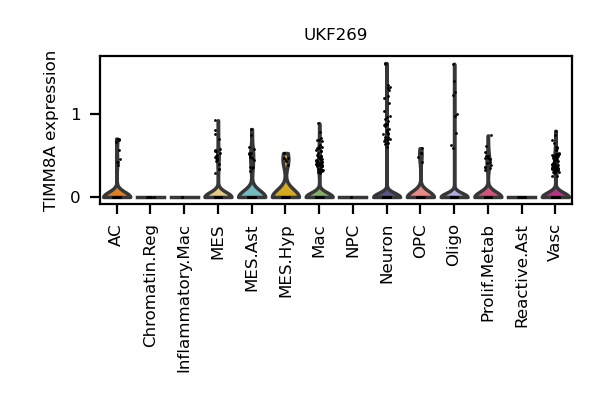 UKF269
TIMM8A expression
1
0
AC
Chromatin.Reg
Inflammatory.Mac
MES
MES.Ast
MES.Hyp
Mac
NPC
Neuron
OPC
Oligo
Prolif.Metab
Reactive.Ast
Vasc